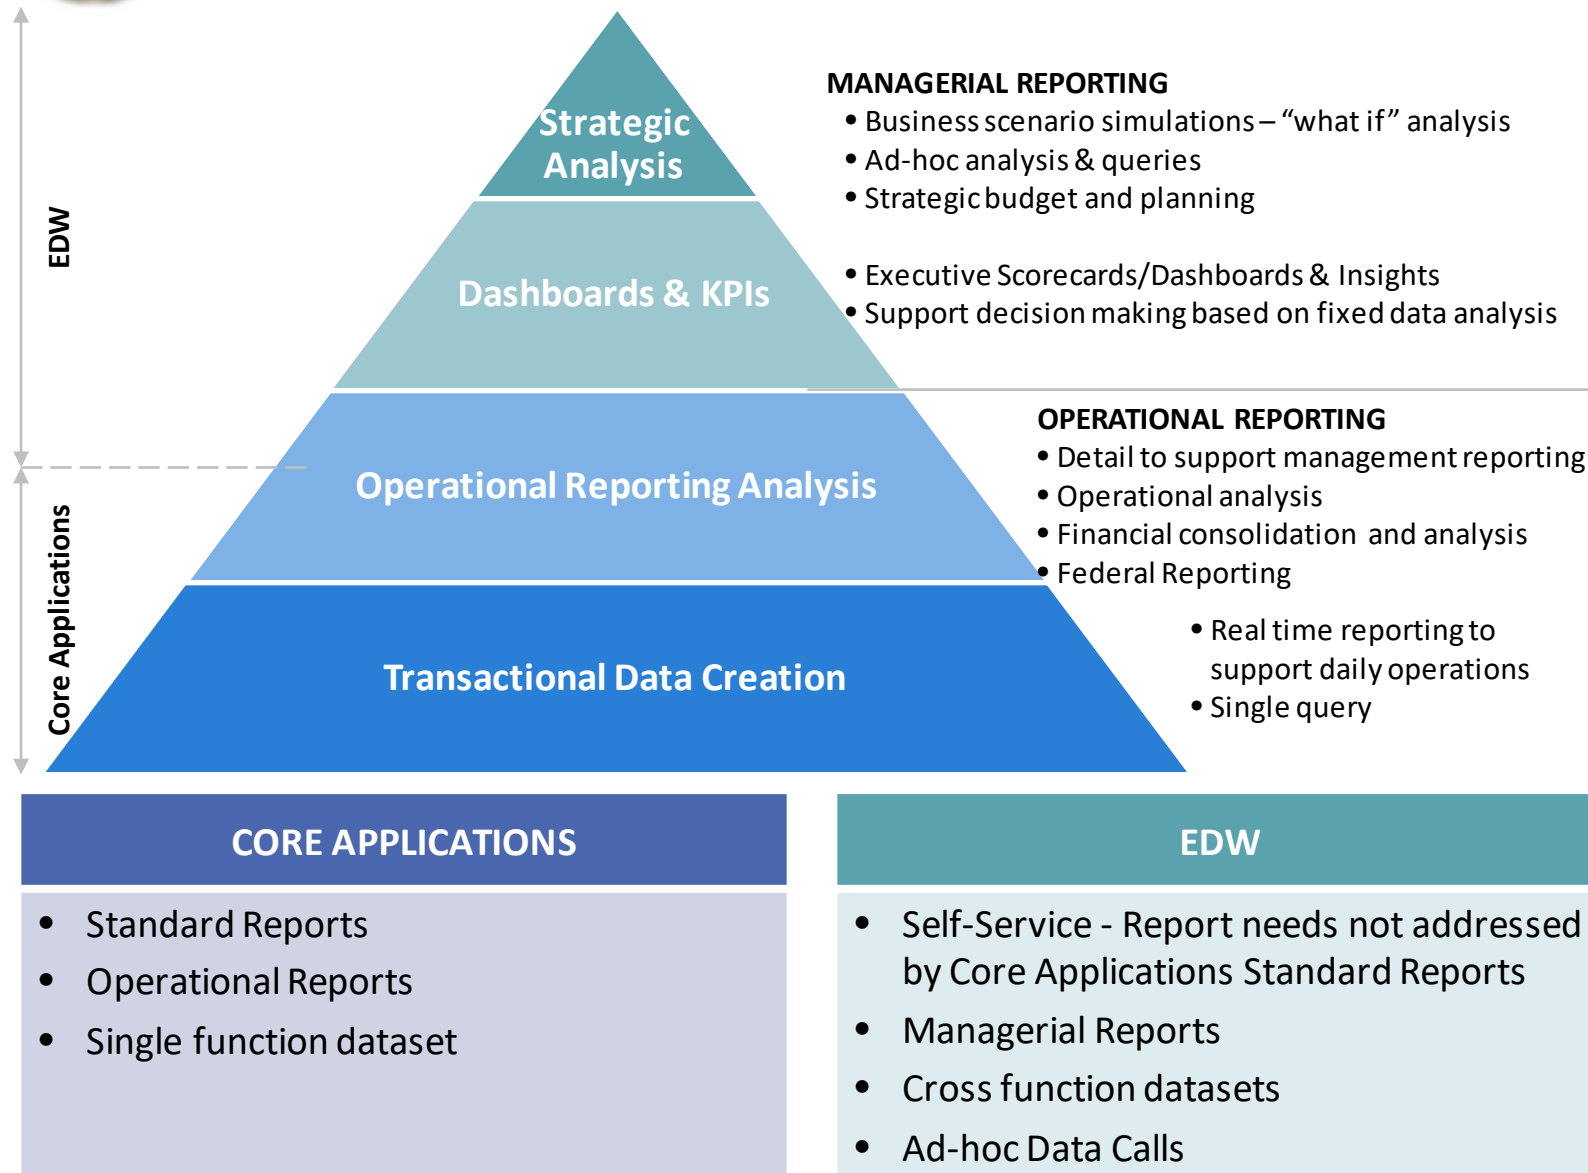 Strategic
Analysis
Dashboards & KPIs
Operational Reporting Analysis
Transactional Data Creation
EDW
Core Applications
MANAGERIAL REPORTING
• Business scenario simulations – “what if” analysis
• Ad-hoc analysis & queries
• Strategic budget and planning
• Executive Scorecards/Dashboards & Insights
• Support decision making based on fixed data analysis
OPERATIONAL REPORTING
• Detail to support management reporting
• Operational analysis
• Financial consolidation and analysis
• Federal Reporting
• Real time reporting to
support daily operations
• Single query
CORE APPLICATIONS
• Standard Reports
• Operational Reports
• Single function dataset
EDW
• Self-Service - Report needs not addressed
by Core Applications Standard Reports
• Managerial Reports
• Cross function datasets
• Ad-hoc Data Calls